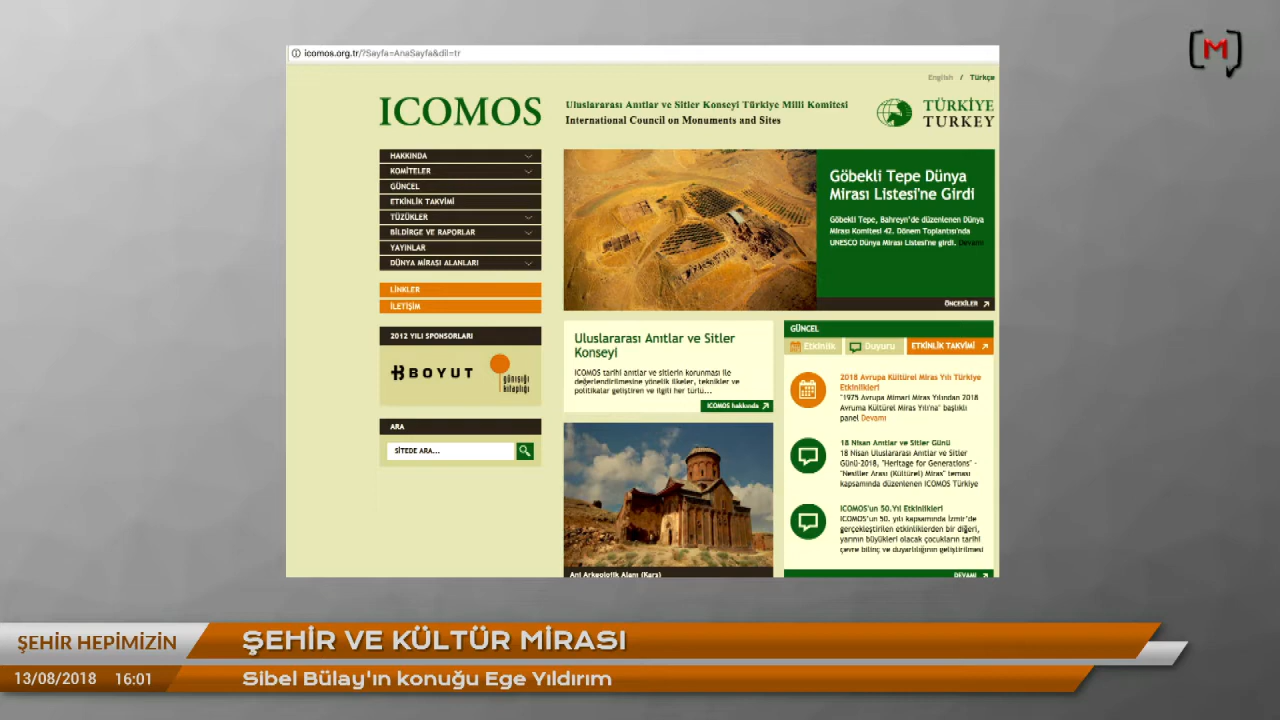 icomos.org.tr/?Sayfa=AnaSayfa&dil=tr
M
English / Türkçe
ICOMOS
Uluslararası Anıtlar ve Sitler Konseyi Türkiye Milli Komitesi
International Council on Monuments and Sites
TÜRKİYE
TURKEY
HAKKINDA
KOMİTELER
GÜNCEL
ETKİNLİK TAKVİMİ
TÜZÜKLER
BİLDİRGE VE RAPORLAR
YAYINLAR
DÜNYA MİRASI ALANLARI
LİNKLER
İLETİŞİM
2012 YILI SPONSORLARI
BOYUT
günışığı
kitaplığı
ARA
SİTEDE ARA...
Göbekli Tepe Dünya
Mirası Listesi'ne Girdi
Göbekli Tepe, Bahreyn'de düzenlenen Dünya
Mirası Komitesi 42. Dönem Toplantısı'nda
UNESCO Dünya Mirası Listesi'ne girdi. Devamı
ÖNCEKİLER
Uluslararası Anıtlar ve Sitler
Konseyi
ICOMOS tarihi anıtlar ve sitlerin korunması ile
değerlendirilmesine yönelik ilkeler, teknikler ve
politikalar geliştiren ve ilgili her türlü...
ICOMOS hakkında
Ani Arkeolojik Alanı (Kars)
GÜNCEL
Etkinlik
Duyuru
ETKİNLİK TAKVİMİ
2018 Avrupa Kültürel Miras Yılı Türkiye
Etkinlikleri
"1975 Avrupa Mimari Miras Yılından 2018
Avruma Kültürel Miras Yılı'na" başlıklı
panel Devamı
18 Nisan Anıtlar ve Sitler Günü
18 Nisan Uluslararası Anıtlar ve Sitler
Günü-2018, "Heritage for Generations" -
"Nesiller Arası (Kültürel) Miras" teması
kapsamında düzenlenen ICOMOS Türkiye
ICOMOS'un 50.Yıl Etkinlikleri
ICOMOS'un 50. yılı kapsamında İzmir'de
gerçekleştirilen etkinliklerden bir diğeri,
yarının büyükleri olacak çocukların tarihi
çevre bilinç ve duyarlılığının geliştirilmesi
DEVAMI
ŞEHİR HEPİMİZİN
ŞEHİR VE KÜLTÜR MİRASI
13/08/2018 16:01
Sibel Bülay'ın konuğu Ege Yıldırım